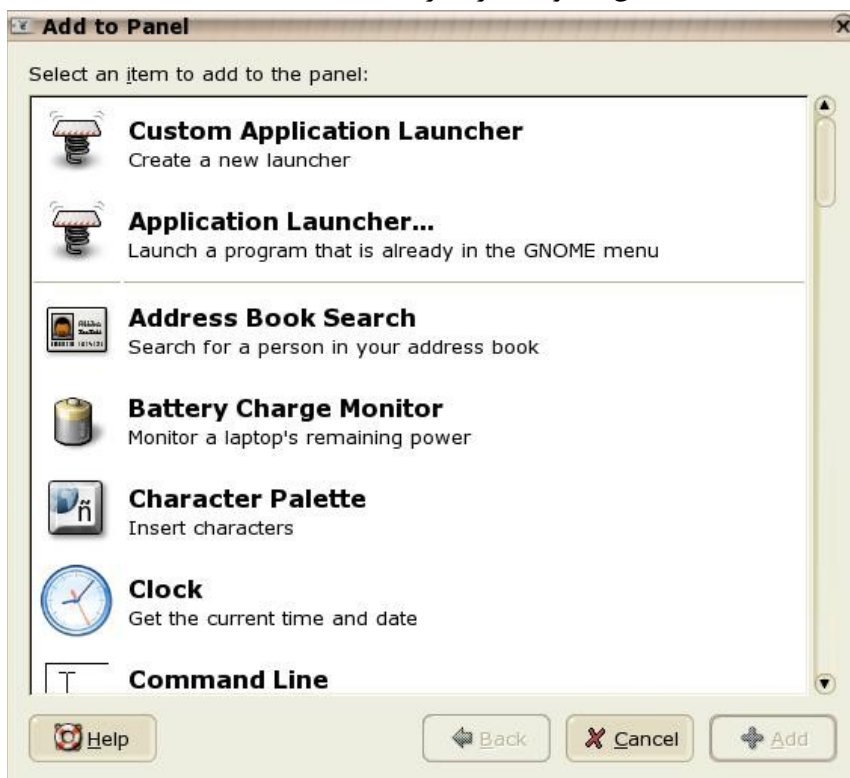 Add to Panel
Select an item to add to the panel:
Custom Application Launcher
Create a new launcher
Application Launcher...
Launch a program that is already in the GNOME menu
Address Book Search
Search for a person in your address book
Battery Charge Monitor
Monitor a laptop's remaining power
ñ
Character Palette
Insert characters
Clock
Get the current time and date
Command Line
Help
Back
Cancel
Add